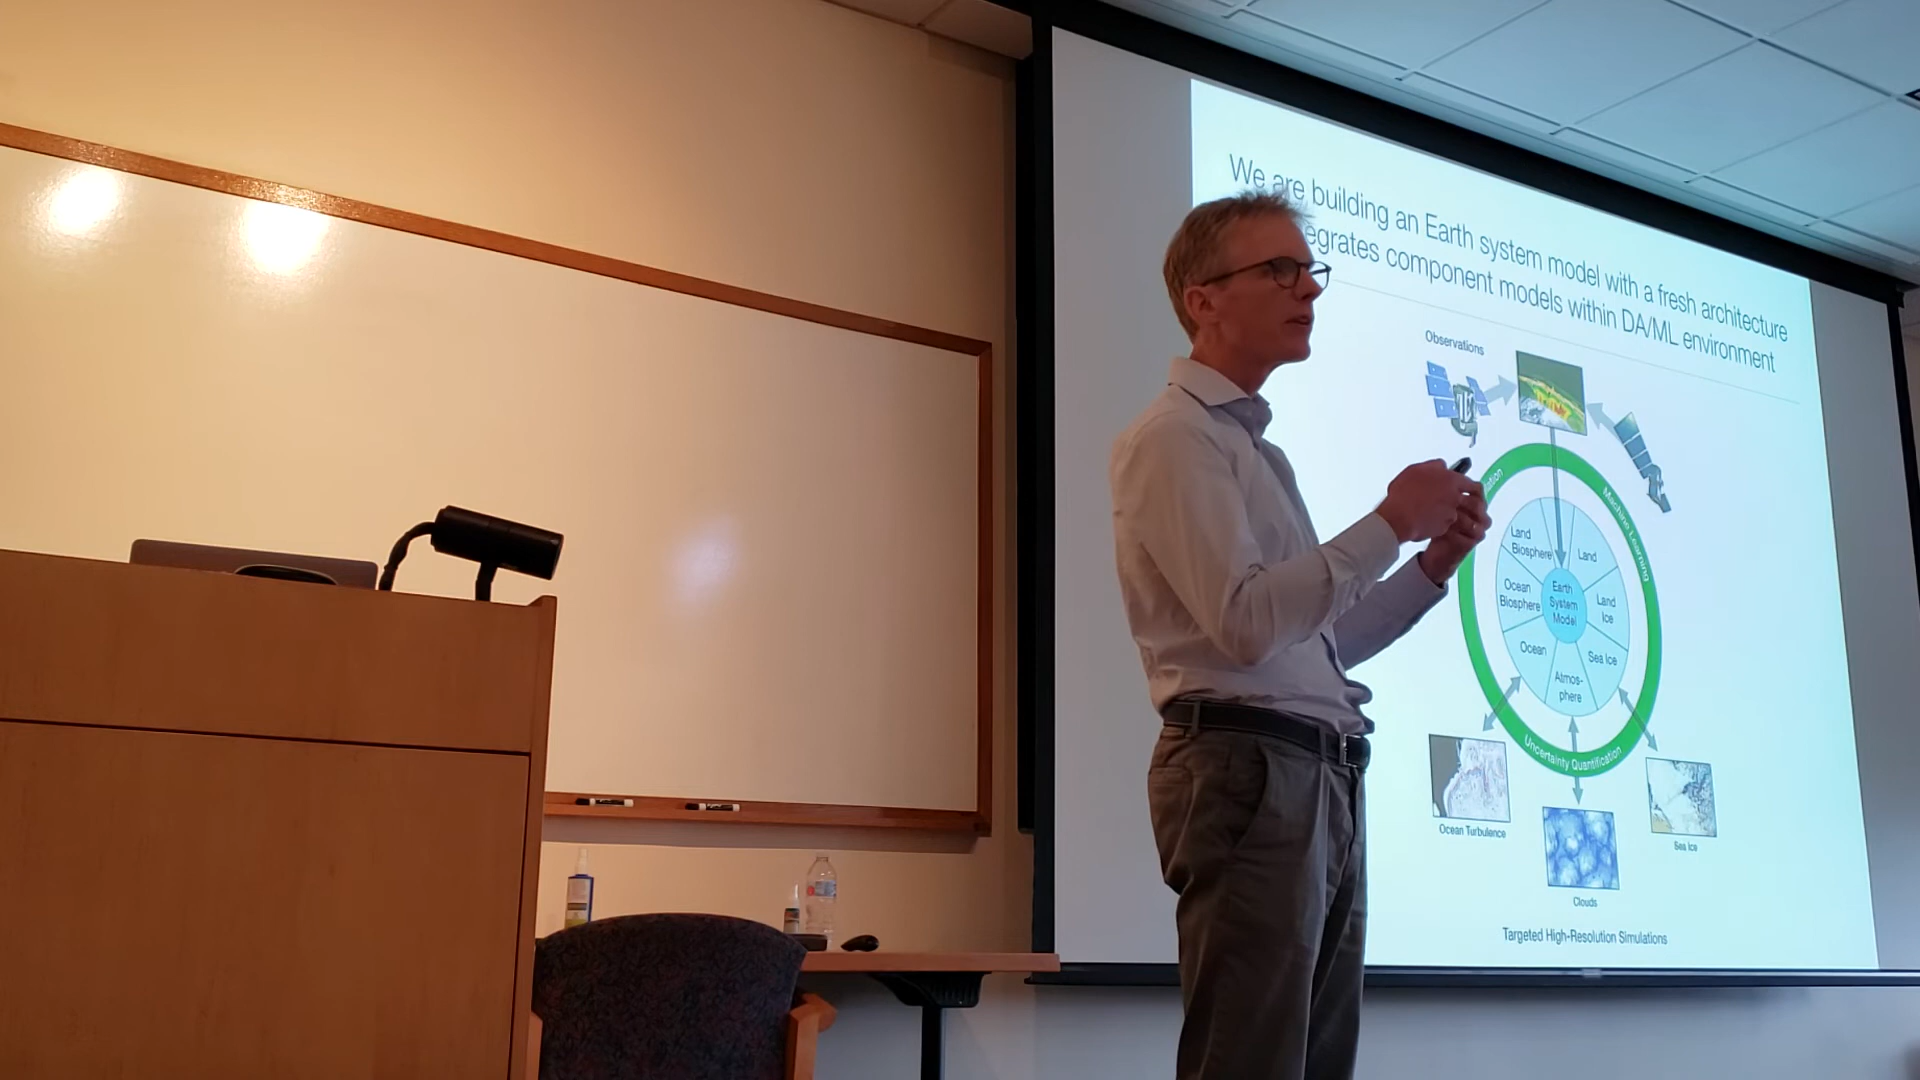 We are building an Earth system model with a fresh architecture
egrates component models within DA/ML environment
Observations
Machine Learning
Land
Biosphere
Land
Ocean
Biosphere
Earth
System
Model
Land
Ice
Ocean
Sea Ice
Atmos-
phere
Uncertainty Quantification
Ocean Turbulence
Sea Ice
Clouds
Targeted High-Resolution Simulations